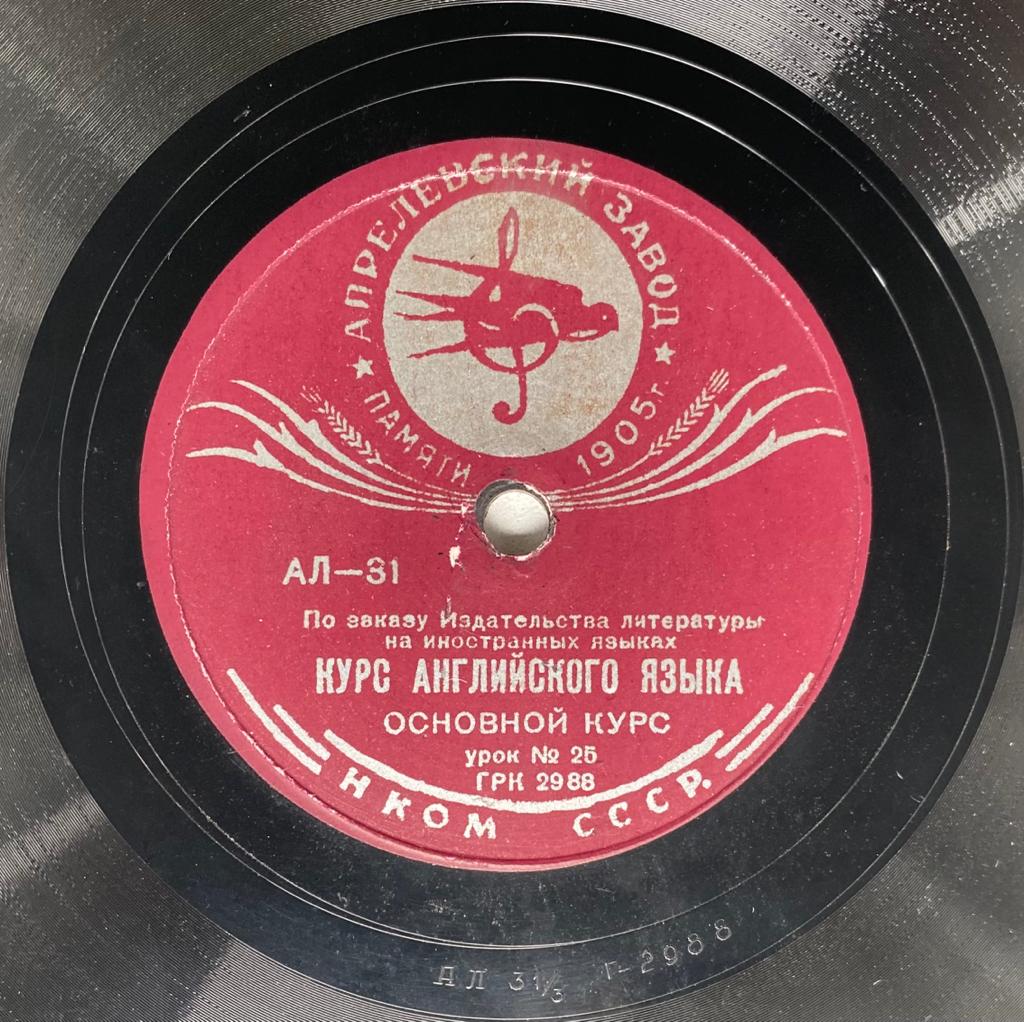 АПРЕЛЕВСКИЙ ЗАВОД
ПАМЯТИ 1905 г.
АЛ—31
По заказу Издательства литературы
на иностранных языках
КУРС АНГЛИЙСКОГО ЯЗЫКА
ОСНОВНОЙ КУРС
урок № 25
ГРК 2988
НКОМ СССР.
АЛ 31/3 Г-2988